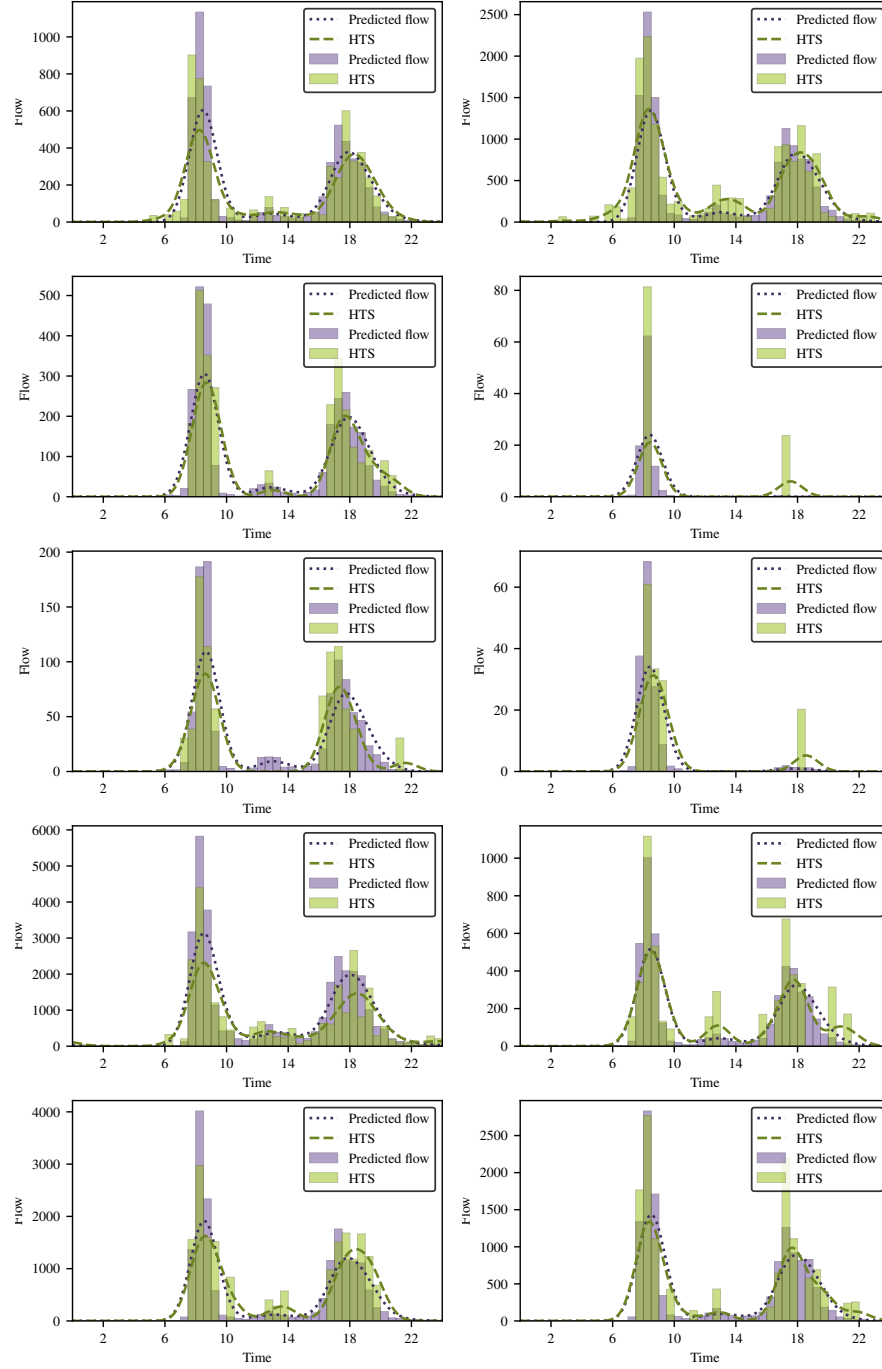 1000
800
600
400
200
0
Flow
2 6 10 14 18 22
Time
Predicted flow
HTS
Predicted flow
HTS
2500
2000
1500
1000
500
0
Flow
2 6 10 14 18 22
Time
Predicted flow
HTS
Predicted flow
HTS
500
400
300
200
100
0
Flow
2 6 10 14 18 22
Time
Predicted flow
HTS
Predicted flow
HTS
80
60
40
20
0
Flow
2 6 10 14 18 22
Time
Predicted flow
HTS
Predicted flow
HTS
200
150
100
50
0
Flow
2 6 10 14 18 22
Time
Predicted flow
HTS
Predicted flow
HTS
60
40
20
0
Flow
2 6 10 14 18 22
Time
Predicted flow
HTS
Predicted flow
HTS
6000
5000
4000
3000
2000
1000
0
Flow
2 6 10 14 18 22
Time
Predicted flow
HTS
Predicted flow
HTS
1000
800
600
400
200
0
Flow
2 6 10 14 18 22
Time
Predicted flow
HTS
Predicted flow
HTS
4000
3000
2000
1000
0
Flow
2 6 10 14 18 22
Time
Predicted flow
HTS
Predicted flow
HTS
2500
2000
1500
1000
500
0
Flow
2 6 10 14 18 22
Time
Predicted flow
HTS
Predicted flow
HTS